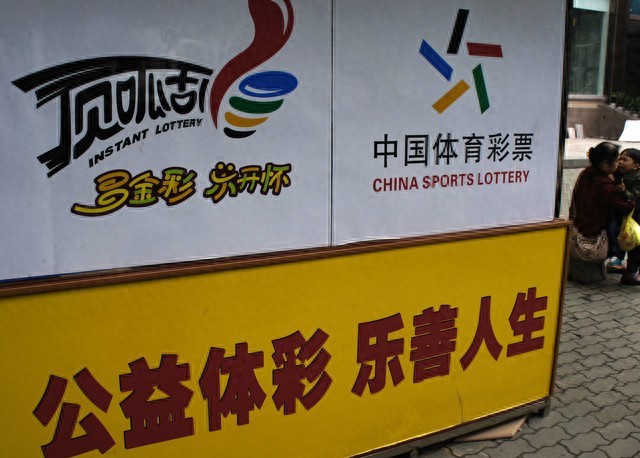 顶呱刮
INSTANT LOTTERY
多金彩 乐开怀
中国体育彩票
CHINA SPORTS LOTTERY
公益体彩 乐善人生